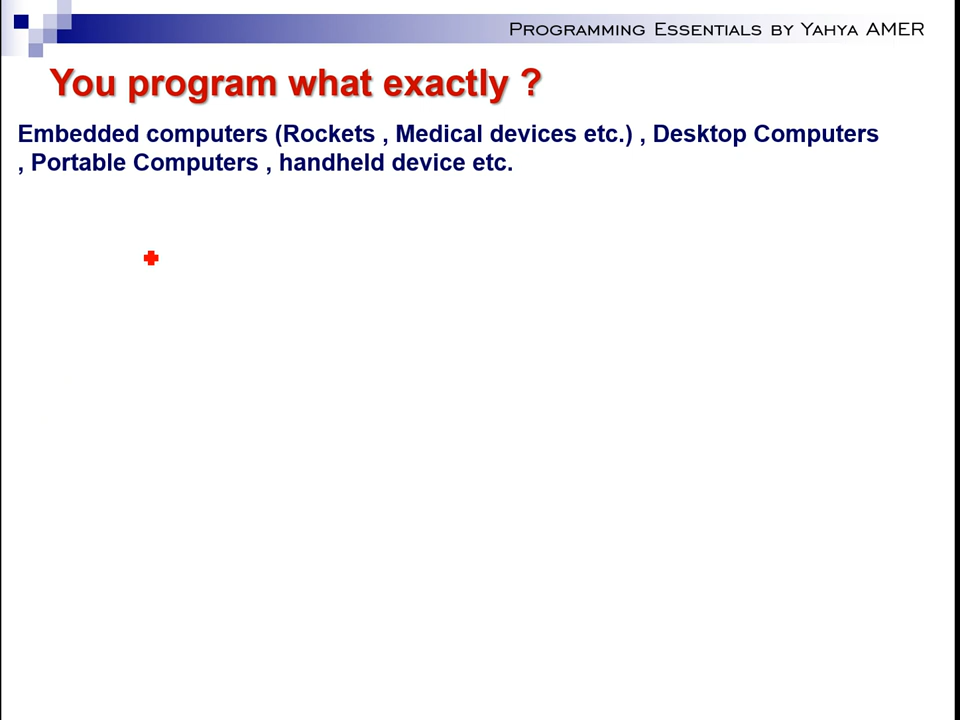 Programming Essentials by Yahya AMER
You program what exactly ?
Embedded computers (Rockets , Medical devices etc.) , Desktop Computers
, Portable Computers , handheld device etc.